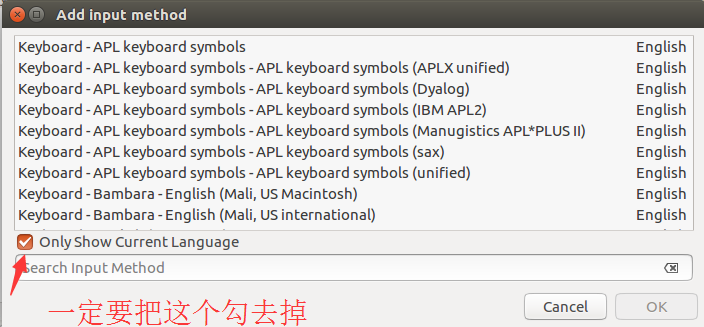 Add input method
Keyboard - APL keyboard symbols English
Keyboard - APL keyboard symbols - APL keyboard symbols (APLX unified) English
Keyboard - APL keyboard symbols - APL keyboard symbols (Dyalog) English
Keyboard - APL keyboard symbols - APL keyboard symbols (IBM APL2) English
Keyboard - APL keyboard symbols - APL keyboard symbols (Manugistics APL*PLUS II) English
Keyboard - APL keyboard symbols - APL keyboard symbols (sax) English
Keyboard - APL keyboard symbols - APL keyboard symbols (unified) English
Keyboard - Bambara - English (Mali, US Macintosh) English
Keyboard - Bambara - English (Mali, US international) English
Only Show Current Language
Search Input Method
一定要把这个勾去掉
Cancel OK